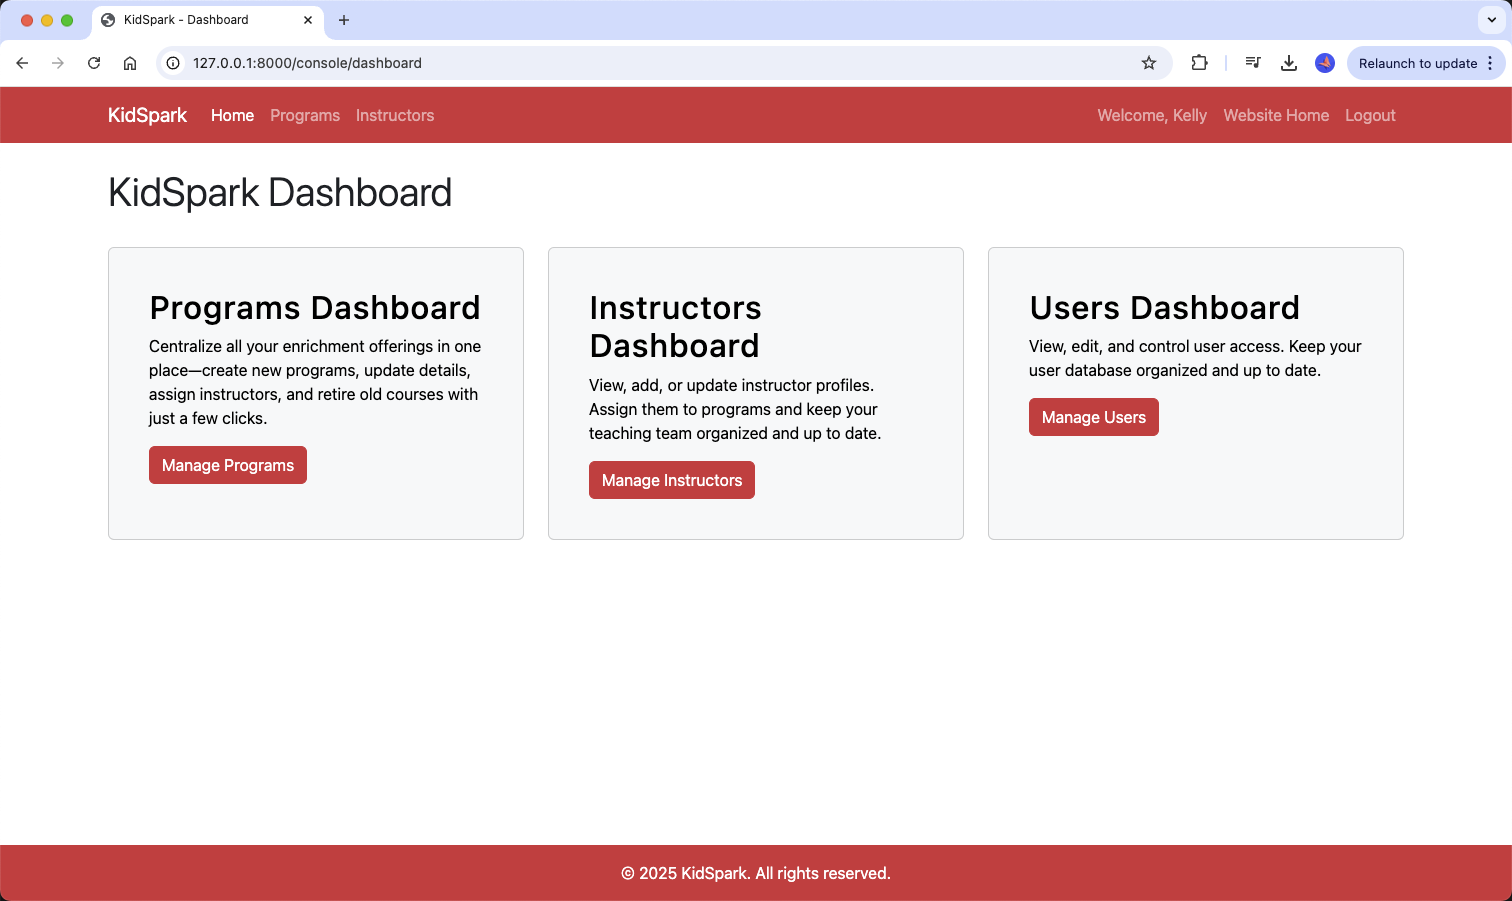 KidSpark - Dashboard
127.0.0.1:8000/console/dashboard
Relaunch to update
KidSpark Home Programs Instructors Welcome, Kelly Website Home Logout
KidSpark Dashboard
Programs Dashboard
Centralize all your enrichment offerings in one
place—create new programs, update details,
assign instructors, and retire old courses with
just a few clicks.
Manage Programs
Instructors
Dashboard
View, add, or update instructor profiles.
Assign them to programs and keep your
teaching team organized and up to date.
Manage Instructors
Users Dashboard
View, edit, and control user access. Keep your
user database organized and up to date.
Manage Users
© 2025 KidSpark. All rights reserved.